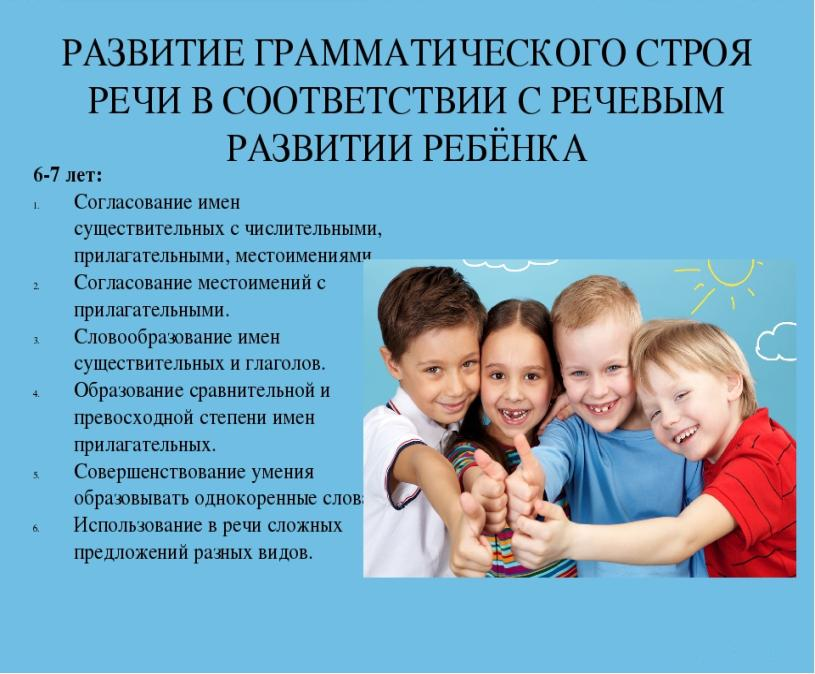 РАЗВИТИЕ ГРАММАТИЧЕСКОГО СТРОЯ
РЕЧИ В СООТВЕТСТВИИ С РЕЧЕВЫМ
РАЗВИТИИ РЕБЁНКА
6-7 лет:
1. Согласование имен
существительных с числительными,
прилагательными, местоимениями
2. Согласование местоимений с
прилагательными.
3. Словообразование имен
существительных и глаголов.
4. Образование сравнительной и
превосходной степени имен
прилагательных.
5. Совершенствование умения
образовывать однокоренные слова
6. Использование в речи сложных
предложений разных видов.